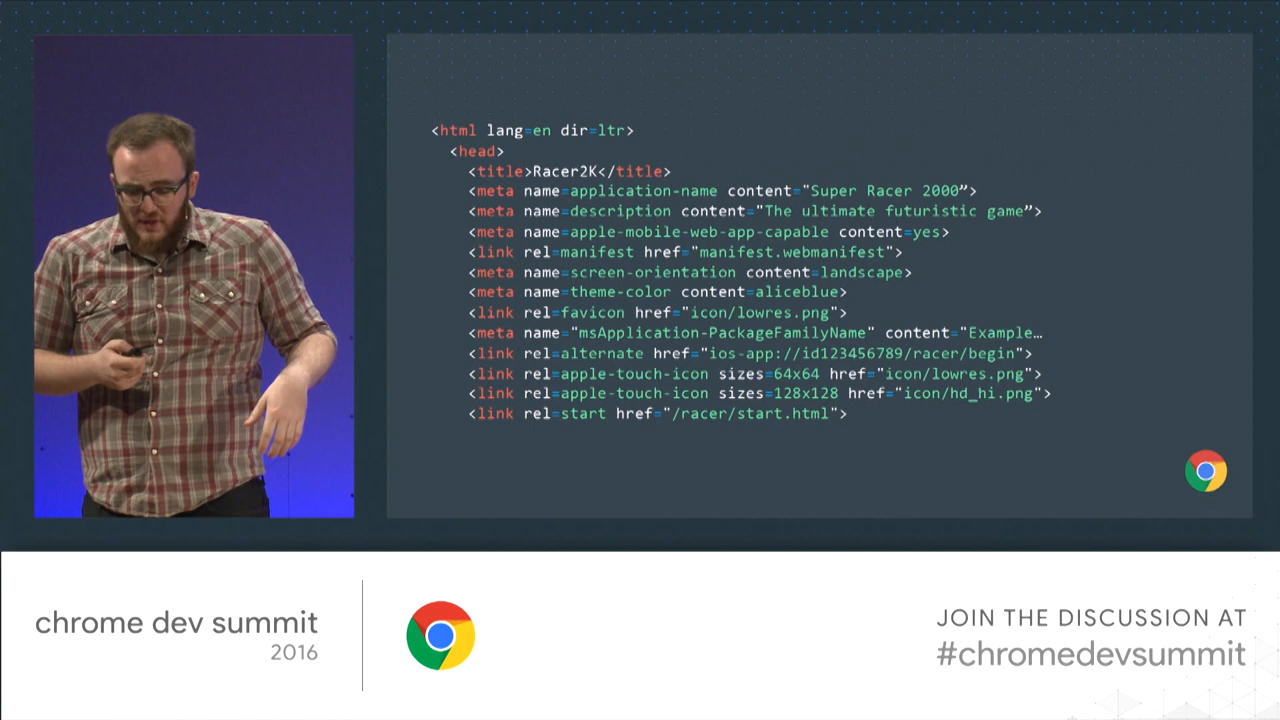 <html lang=en dir=ltr>
<head>
<title>Racer2K</title>
<meta name=application-name content="Super Racer 2000”>
<meta name=description content="The ultimate futuristic game”>
<meta name=apple-mobile-web-app-capable content=yes>
<link rel=manifest href="manifest.webmanifest">
<meta name=screen-orientation content=landscape>
<meta name=theme-color content=aliceblue>
<link rel=favicon href="icon/lowres.png">
<meta name="msApplication-PackageFamilyName" content="Example…
<link rel=alternate href="ios-app://id123456789/racer/begin">
<link rel=apple-touch-icon sizes=64x64 href="icon/lowres.png">
<link rel=apple-touch-icon sizes=128x128 href="icon/hd_hi.png">
<link rel=start href="/racer/start.html">
chrome dev summit
2016
JOIN THE DISCUSSION AT
#chromedevsummit